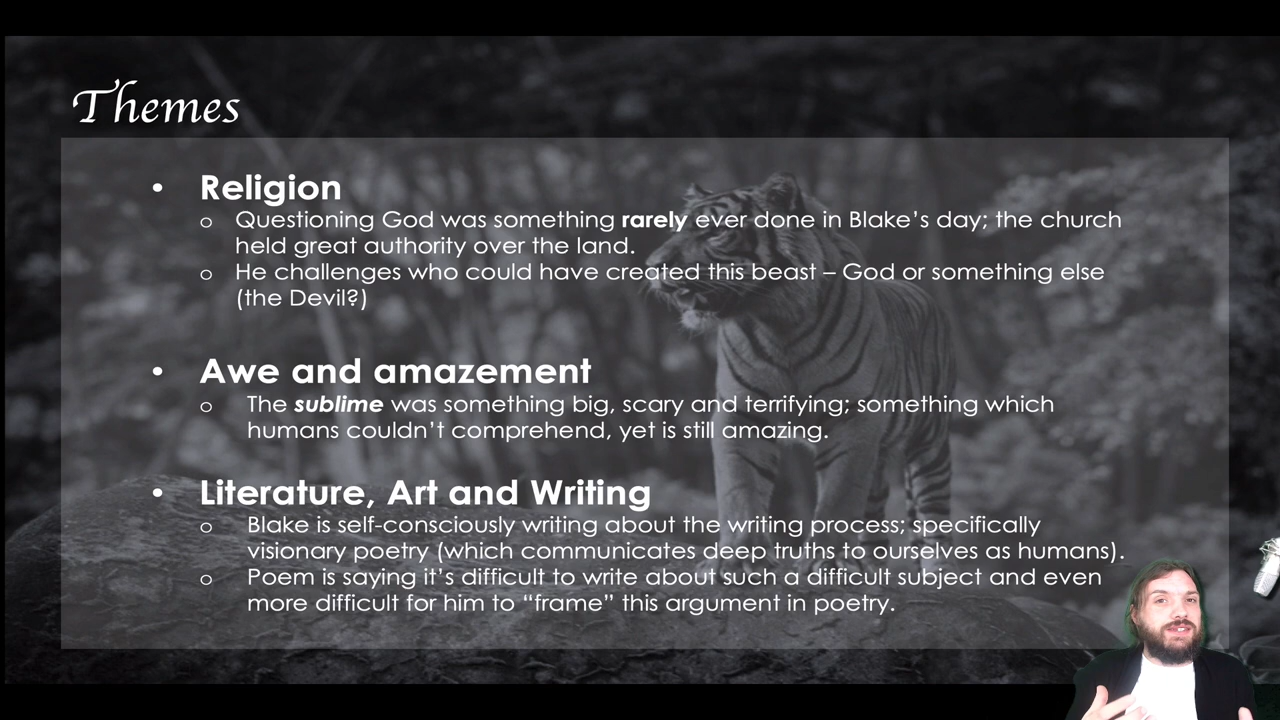 Themes
• Religion
o Questioning God was something rarely ever done in Blake’s day; the church
held great authority over the land.
o He challenges who could have created this beast – God or something else
(the Devil?)
• Awe and amazement
o The sublime was something big, scary and terrifying; something which
humans couldn’t comprehend, yet is still amazing.
• Literature, Art and Writing
o Blake is self-consciously writing about the writing process; specifically
visionary poetry (which communicates deep truths to ourselves as humans).
o Poem is saying it’s difficult to write about such a difficult subject and even
more difficult for him to “frame” this argument in poetry.